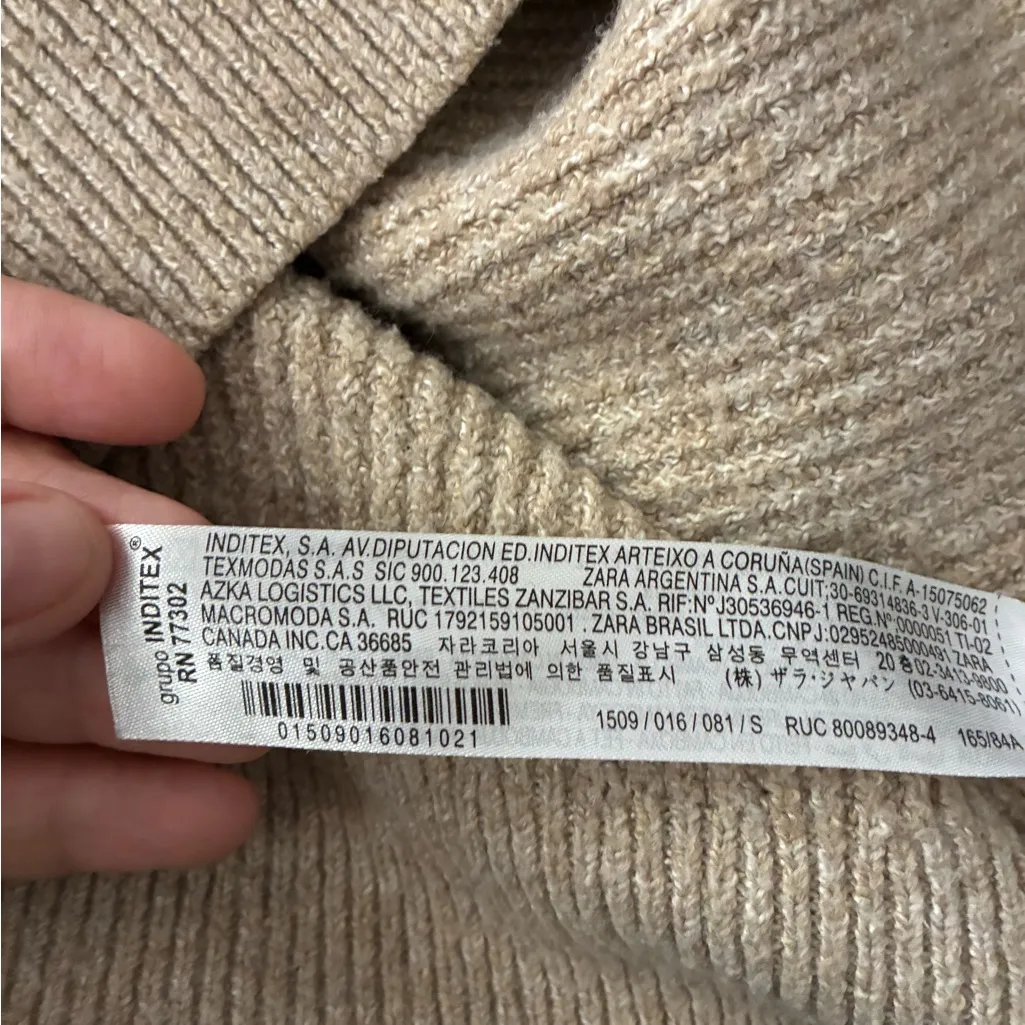 grupo INDITEX®
RN 77302
INDITEX, S.A. AV.DIPUTACION ED.INDITEX ARTEIXO A CORUÑA(SPAIN) C.I.F. A-15075062
TEXMODAS S.A.S SIC 900.123.408 ZARA ARGENTINA S.A.CUIT:30-69314836-3 V-306-01
AZKA LOGISTICS LLC, TEXTILES ZANZIBAR S.A. RIF:NºJ30536946-1 REG.Nº:0000051 TI-02
MACROMODA S.A. RUC 1792159105001 . ZARA BRASIL LTDA.CNPJ:02952485000491 ZARA
CANADA INC.CA 36685 자라코리아 서울시 강남구 삼성동 무역센터 20층02-3413-9800
품질경영 및 공산품안전 관리법에 의한 품질표시 (株) ザラ・ジャパン (03-6415-8061)
01509016081021
1509 / 016 / 081 / S RUC 80089348-4 165/84A